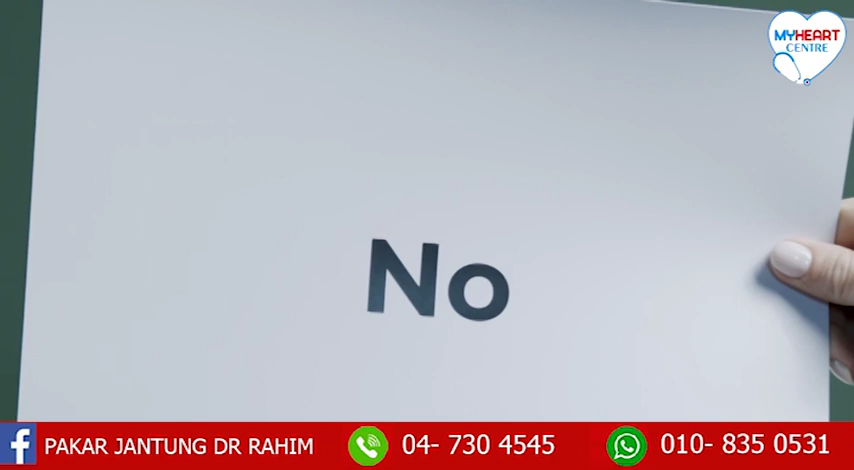 MYHEART
CENTRE
No
PAKAR JANTUNG DR RAHIM
04- 730 4545
010- 835 0531